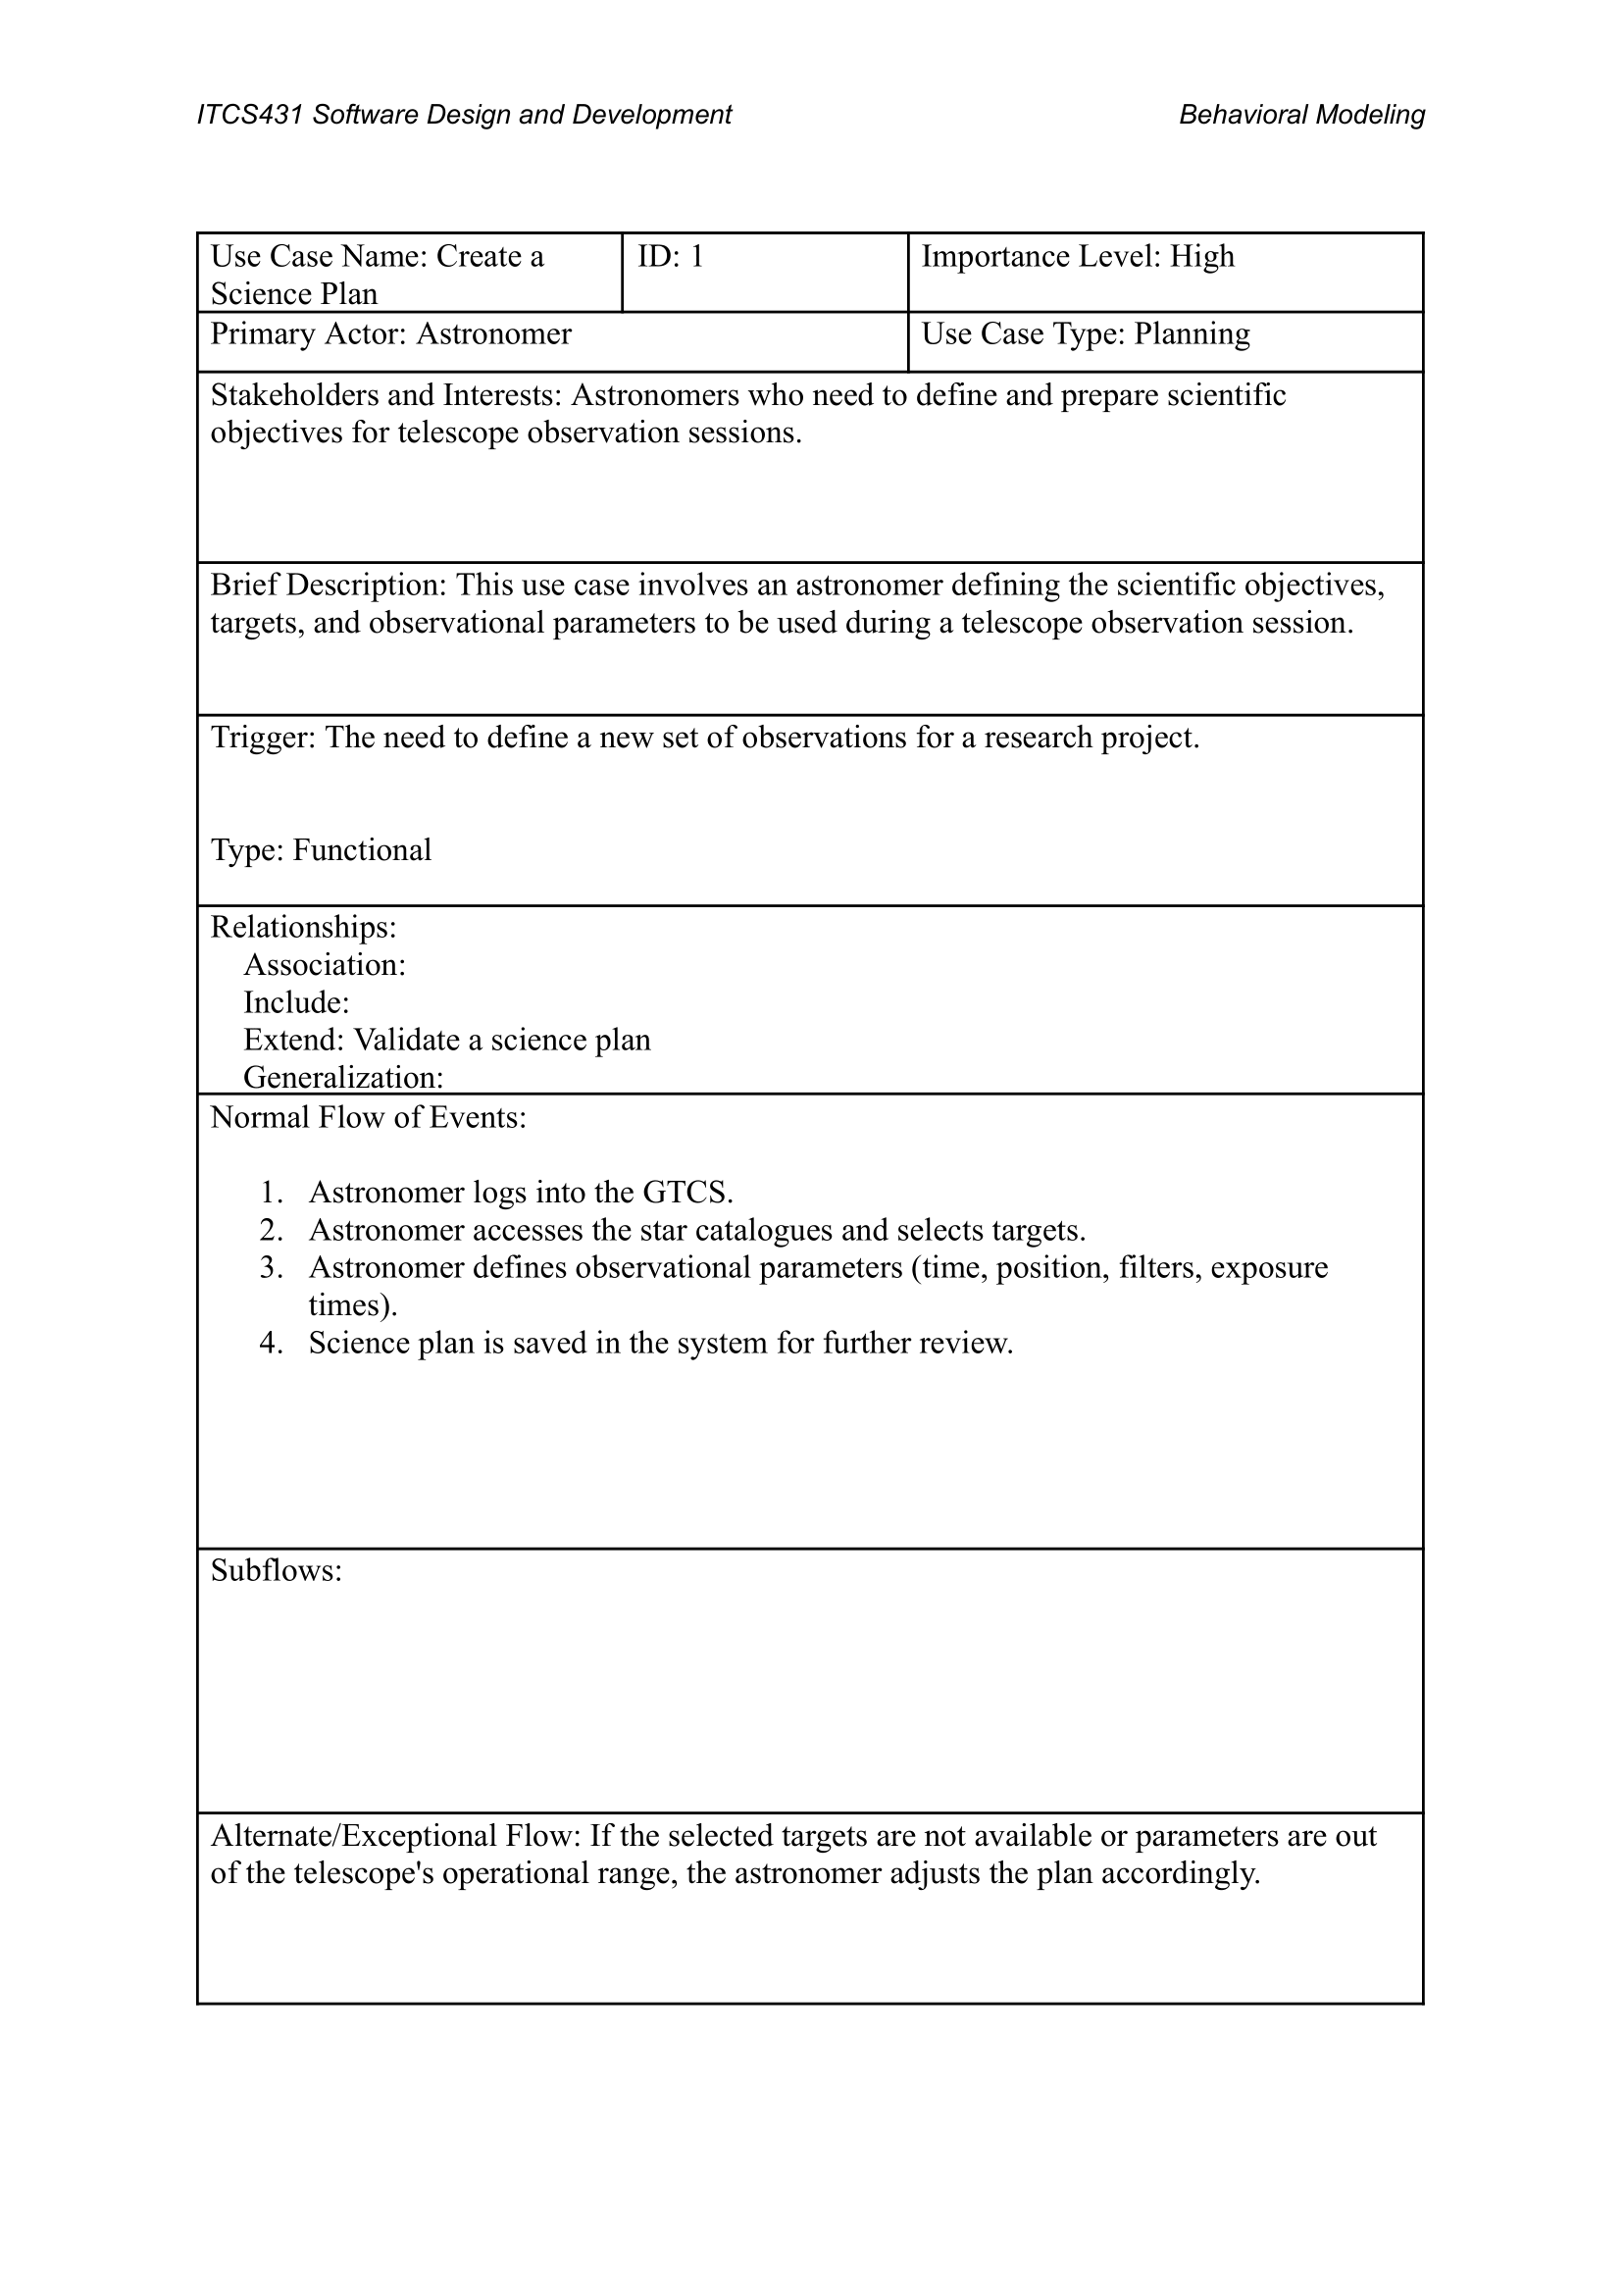 ITCS431 Software Design and Development Behavioral Modeling
Use Case Name: Create a
Science Plan
ID: 1
Importance Level: High
Primary Actor: Astronomer
Use Case Type: Planning
Stakeholders and Interests: Astronomers who need to define and prepare scientific
objectives for telescope observation sessions.
Brief Description: This use case involves an astronomer defining the scientific objectives,
targets, and observational parameters to be used during a telescope observation session.
Trigger: The need to define a new set of observations for a research project.
Type: Functional
Relationships:
Association:
Include:
Extend: Validate a science plan
Generalization:
Normal Flow of Events:
1. Astronomer logs into the GTCS.
2. Astronomer accesses the star catalogues and selects targets.
3. Astronomer defines observational parameters (time, position, filters, exposure
times).
4. Science plan is saved in the system for further review.
Subflows:
Alternate/Exceptional Flow: If the selected targets are not available or parameters are out
of the telescope's operational range, the astronomer adjusts the plan accordingly.